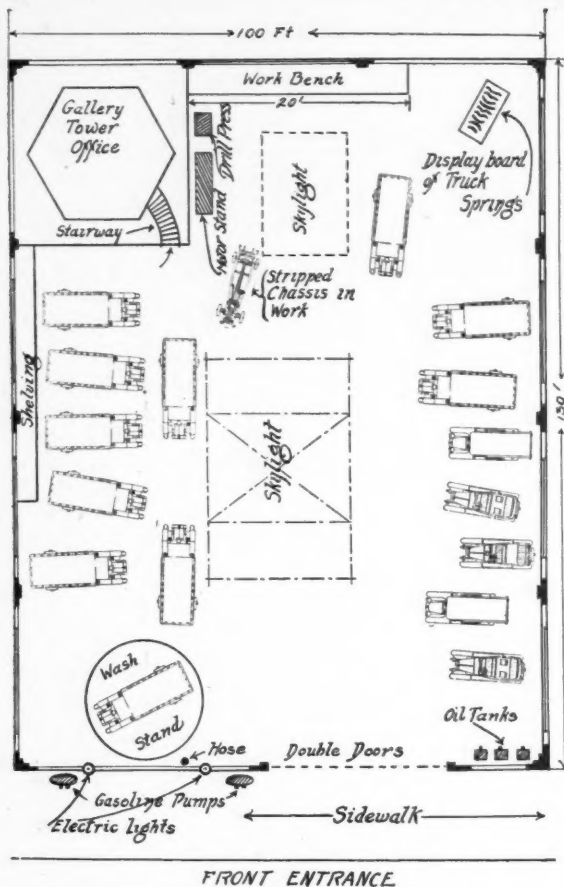 100 Ft
Work Bench
20'
Gallery
Tower
Office
Stairway
Motor Stand
Drill Press
Skylight
Display board
of Truck
Springs
Stripped
Chassis in
Work
Shelving
Skylight
130'
Wash
Stand
Hose
Double Doors
Oil Tanks
Gasoline Pumps
Electric lights
Sidewalk
FRONT ENTRANCE